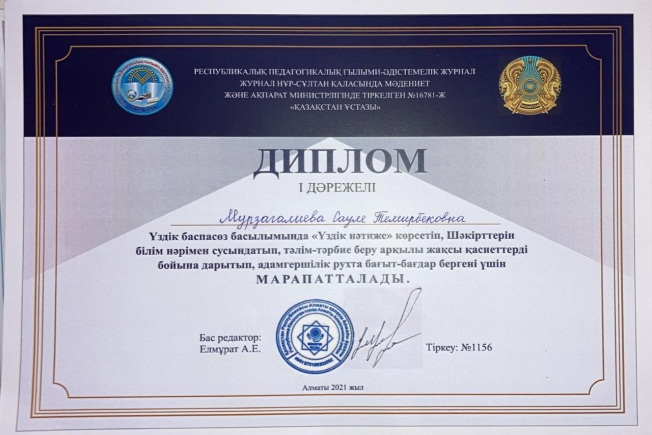 РЕСПУБЛИКАЛЫҚ ПЕДАГОГИКАЛЫҚ ҒЫЛЫМИ-ӘДІСТЕМЕЛІК ЖУРНАЛ
ЖУРНАЛ НҰР-СҰЛТАН ҚАЛАСЫНДА МӘДЕНИЕТ
ЖӘНЕ АҚПАРАТ МИНИСТРЛІГІНДЕ ТІРКЕЛГЕН №16781-Ж
«ҚАЗАҚСТАН ҰСТАЗЫ»
ДИПЛОМ
І ДӘРЕЖЕЛІ
Мурзагалиева Сауле Темирбековна
Үздік баспасөз басылымында «Үздік нәтиже» көрсетіп, Шәкірттерін
білім нәрімен сусындатып, тәлім-тәрбие беру арқылы жақсы қасиеттерді
бойына дарытып, адамгершілік рухта бағыт-бағдар бергені үшін
МАРАПАТТАЛАДЫ.
Бас редактор:
Елмұрат А.Е.
Тіркеу: №1156
Алматы 2021 жыл